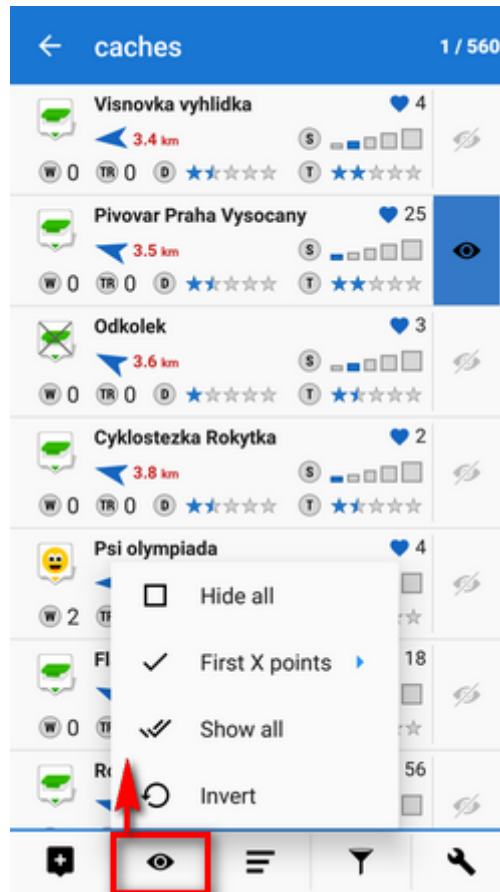 caches 1 / 560
Visnovka vyhlidka 4
3.4 km S
W 0 TR 0 D T
Pivovar Praha Vysocany 25
3.5 km S
W 0 TR 0 D T
Odkolek 3
3.6 km S
W 0 TR 0 D T
Cyklostezka Rokytka 2
3.8 km S
W 0 TR 0 D T
Psi olympiada 4
W 2
18
W 0
56
Hide all
First X points
Show all
Invert